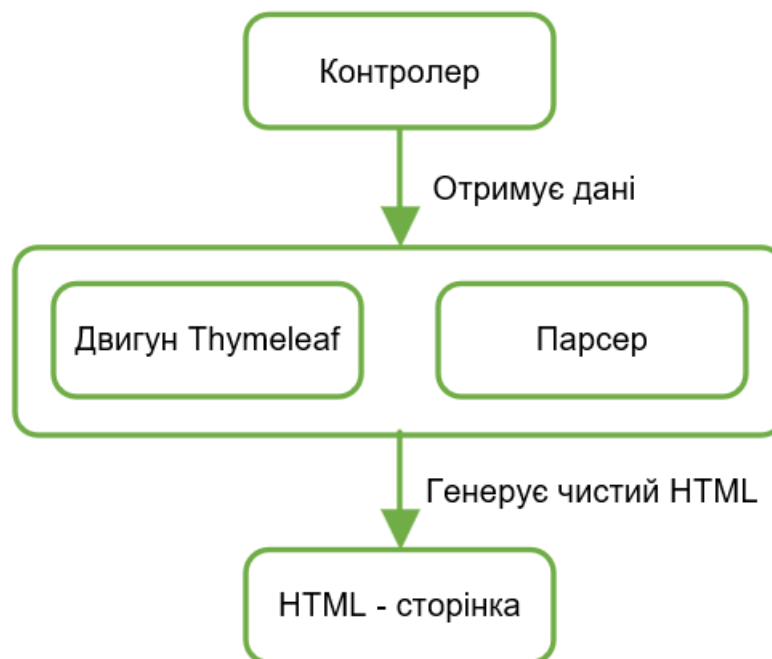 Контролер
Отримує дані
Двигун Thymeleaf
Парсер
Генерує чистий HTML
HTML - сторінка